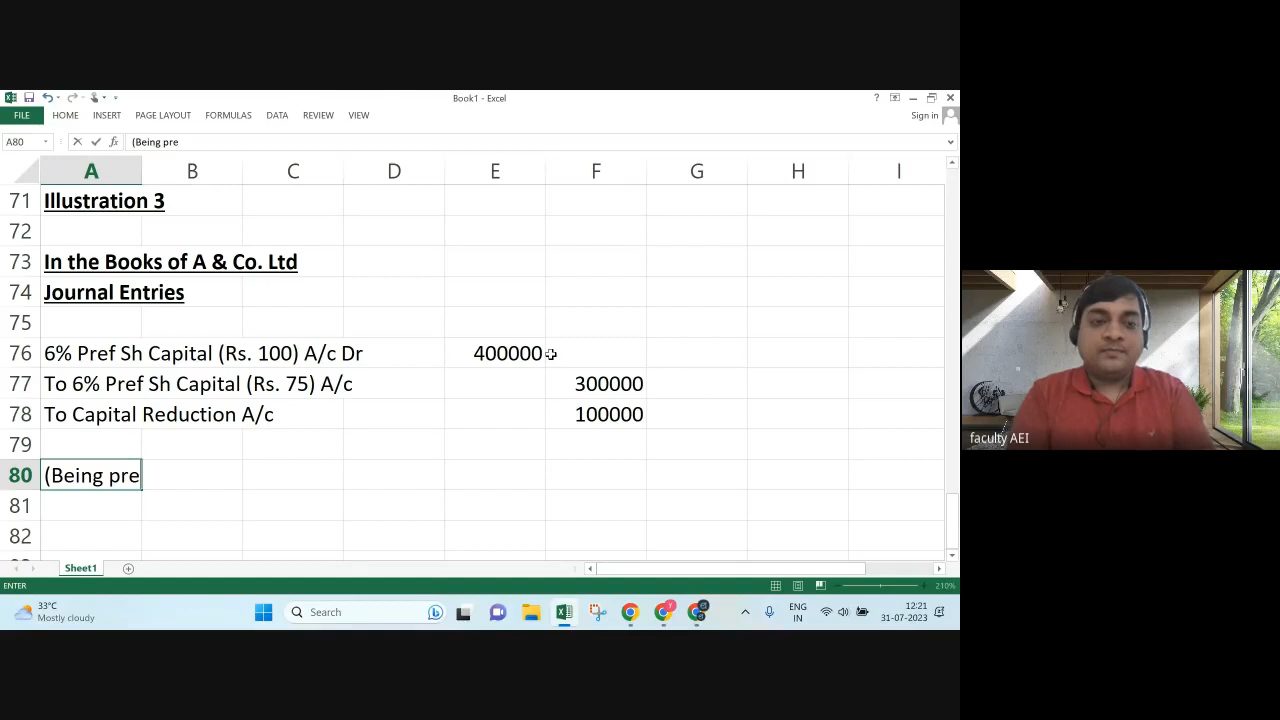 Book1 - Excel
?
FILE HOME INSERT PAGE LAYOUT FORMULAS DATA REVIEW VIEW Sign in
A80 fx (Being pre
A B C D E F G H I
71 Illustration 3
72
73 In the Books of A & Co. Ltd
74 Journal Entries
75
76 6% Pref Sh Capital (Rs. 100) A/c Dr 400000
77 To 6% Pref Sh Capital (Rs. 75) A/c 300000
78 To Capital Reduction A/c 100000
79
80 (Being pre
81
82
faculty AEI
Sheet1
ENTER 210%
33°C
Mostly cloudy
Search
ENG
IN
12:21
31-07-2023